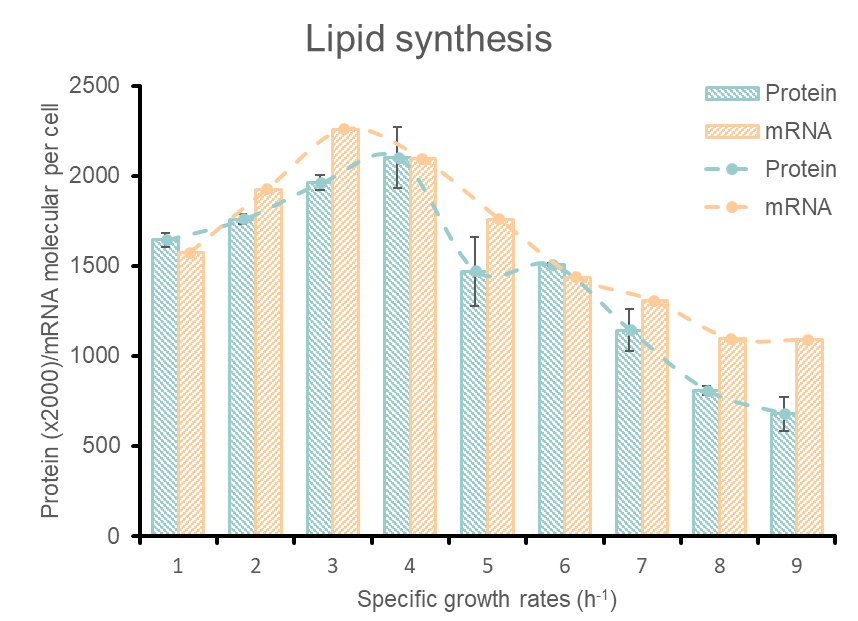 Lipid synthesis
Protein (x2000)/mRNA molecular per cell
2500
2000
1500
1000
500
0
Protein
mRNA
Protein
mRNA
1 2 3 4 5 6 7 8 9
Specific growth rates (h-1)